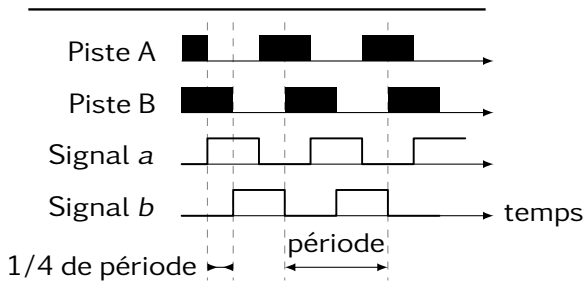 Piste A
Piste B
Signal a
Signal b
temps
période
1/4 de période